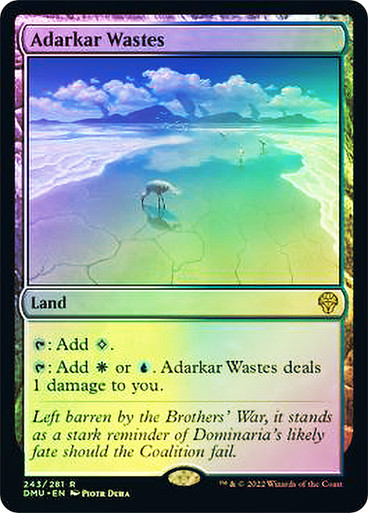 Adarkar Wastes
Land
: Add .
: Add or . Adarkar Wastes deals
1 damage to you.
Left barren by the Brothers' War, it stands
as a stark reminder of Dominaria's likely
fate should the Coalition fail.
243/281 R
DMU • EN Piotr Dura
™ & © 2022 Wizards of the Coast